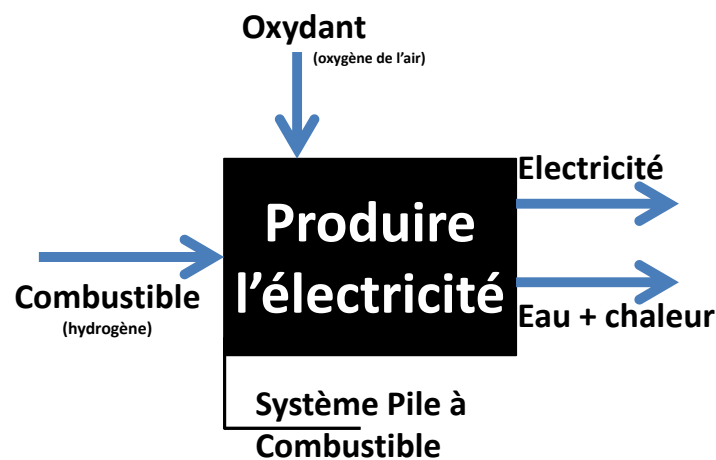 Oxydant
(oxygène de l'air)
Electricité
Produire
l'électricité
Combustible
(hydrogène)
Eau + chaleur
Système Pile à
Combustible